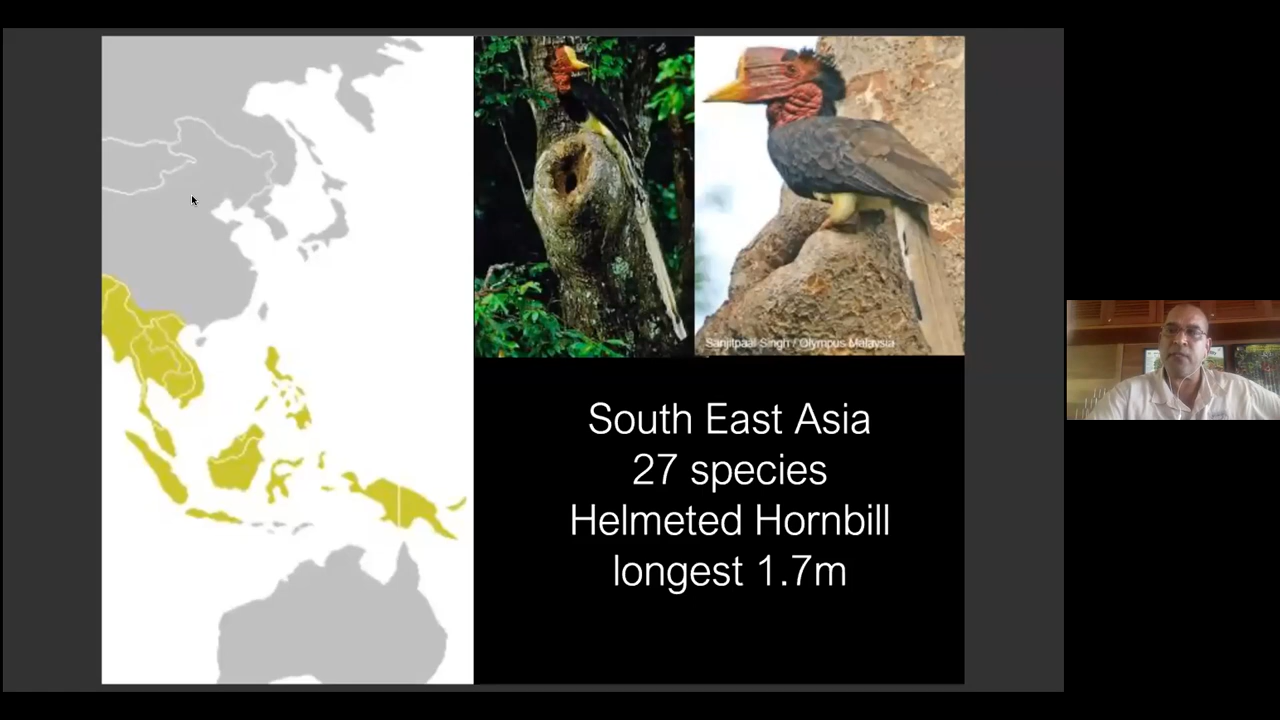 Sanjitpaal Singh / Olympus Malaysia
South East Asia
27 species
Helmeted Hornbill
longest 1.7m